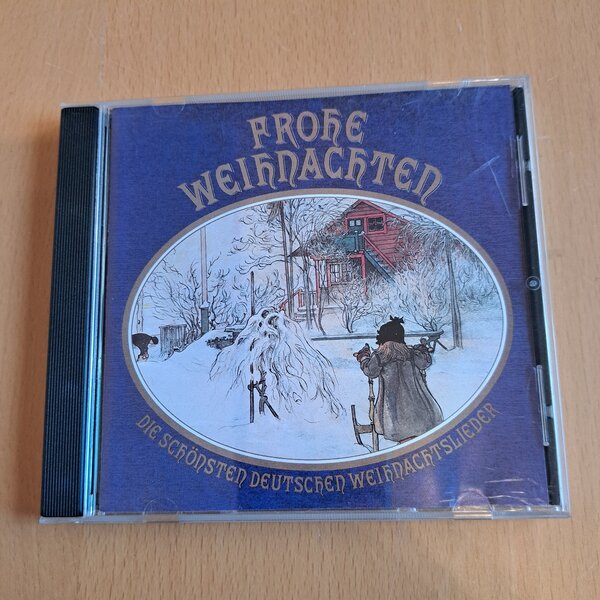 FROHE
WEIHNACHTEN
DIE SCHÖNSTEN DEUTSCHEN WEIHNACHTSLIEDER